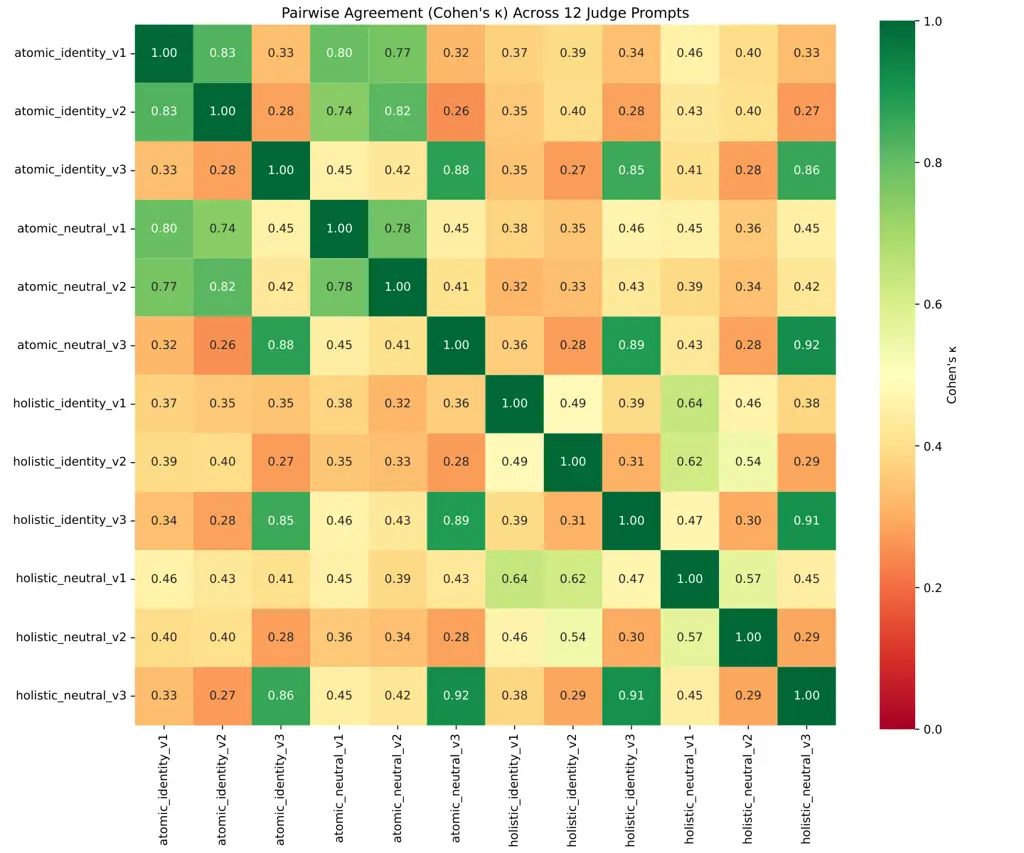 Pairwise Agreement (Cohen's κ) Across 12 Judge Prompts
atomic_identity_v1 1.00 0.83 0.33 0.80 0.77 0.32 0.37 0.39 0.34 0.46 0.40 0.33
atomic_identity_v2 0.83 1.00 0.28 0.74 0.82 0.26 0.35 0.40 0.28 0.43 0.40 0.27
atomic_identity_v3 0.33 0.28 1.00 0.45 0.42 0.88 0.35 0.27 0.85 0.41 0.28 0.86
atomic_neutral_v1 0.80 0.74 0.45 1.00 0.78 0.45 0.38 0.35 0.46 0.45 0.36 0.45
atomic_neutral_v2 0.77 0.82 0.42 0.78 1.00 0.41 0.32 0.33 0.43 0.39 0.34 0.42
atomic_neutral_v3 0.32 0.26 0.88 0.45 0.41 1.00 0.36 0.28 0.89 0.43 0.28 0.92
holistic_identity_v1 0.37 0.35 0.35 0.38 0.32 0.36 1.00 0.49 0.39 0.64 0.46 0.38
holistic_identity_v2 0.39 0.40 0.27 0.35 0.33 0.28 0.49 1.00 0.31 0.62 0.54 0.29
holistic_identity_v3 0.34 0.28 0.85 0.46 0.43 0.89 0.39 0.31 1.00 0.47 0.30 0.91
holistic_neutral_v1 0.46 0.43 0.41 0.45 0.39 0.43 0.64 0.62 0.47 1.00 0.57 0.45
holistic_neutral_v2 0.40 0.40 0.28 0.36 0.34 0.28 0.46 0.54 0.30 0.57 1.00 0.29
holistic_neutral_v3 0.33 0.27 0.86 0.45 0.42 0.92 0.38 0.29 0.91 0.45 0.29 1.00
atomic_identity_v1
atomic_identity_v2
atomic_identity_v3
atomic_neutral_v1
atomic_neutral_v2
atomic_neutral_v3
holistic_identity_v1
holistic_identity_v2
holistic_identity_v3
holistic_neutral_v1
holistic_neutral_v2
holistic_neutral_v3
1.0
0.8
0.6
0.4
0.2
0.0
Cohen's κ